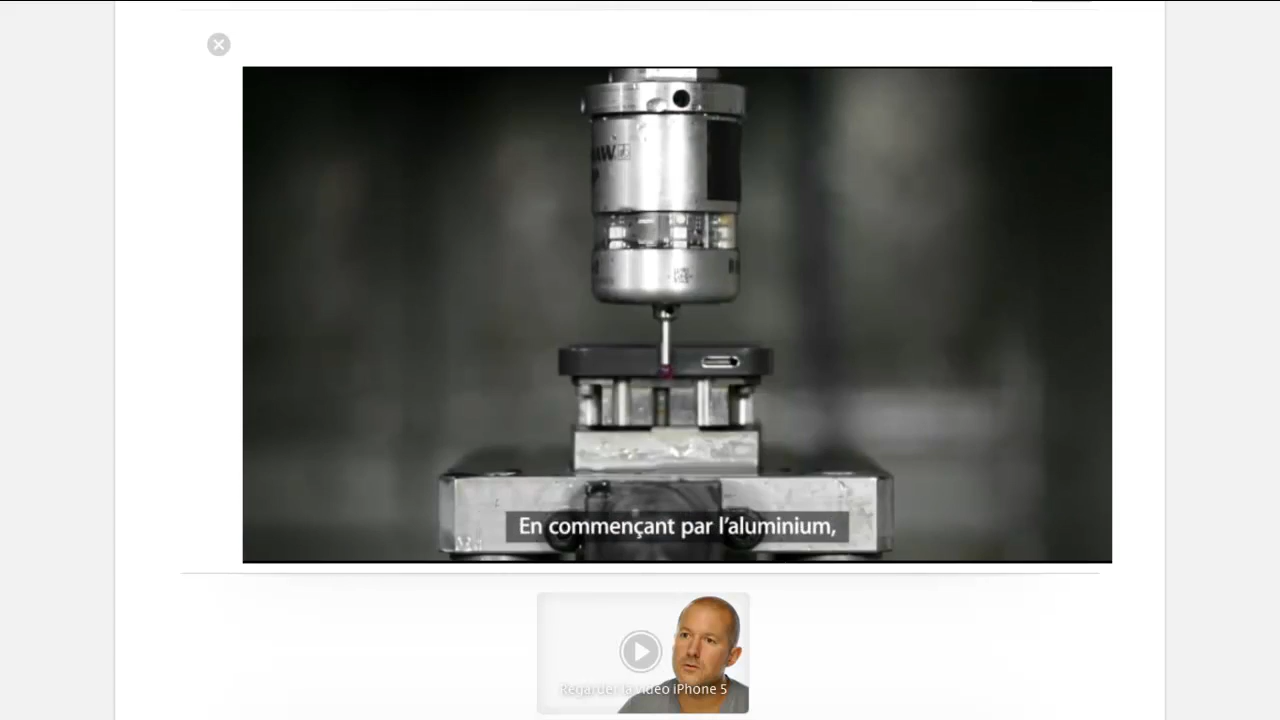 En commençant par l'aluminium,
Regarder la vidéo iPhone 5